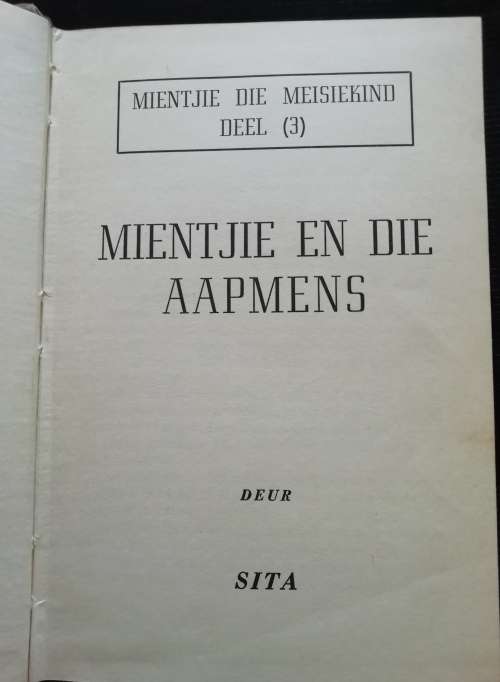 MIENTJIE DIE MEISIEKIND
DEEL (3)
MIENTJIE EN DIE
AAPMENS
DEUR
SITA